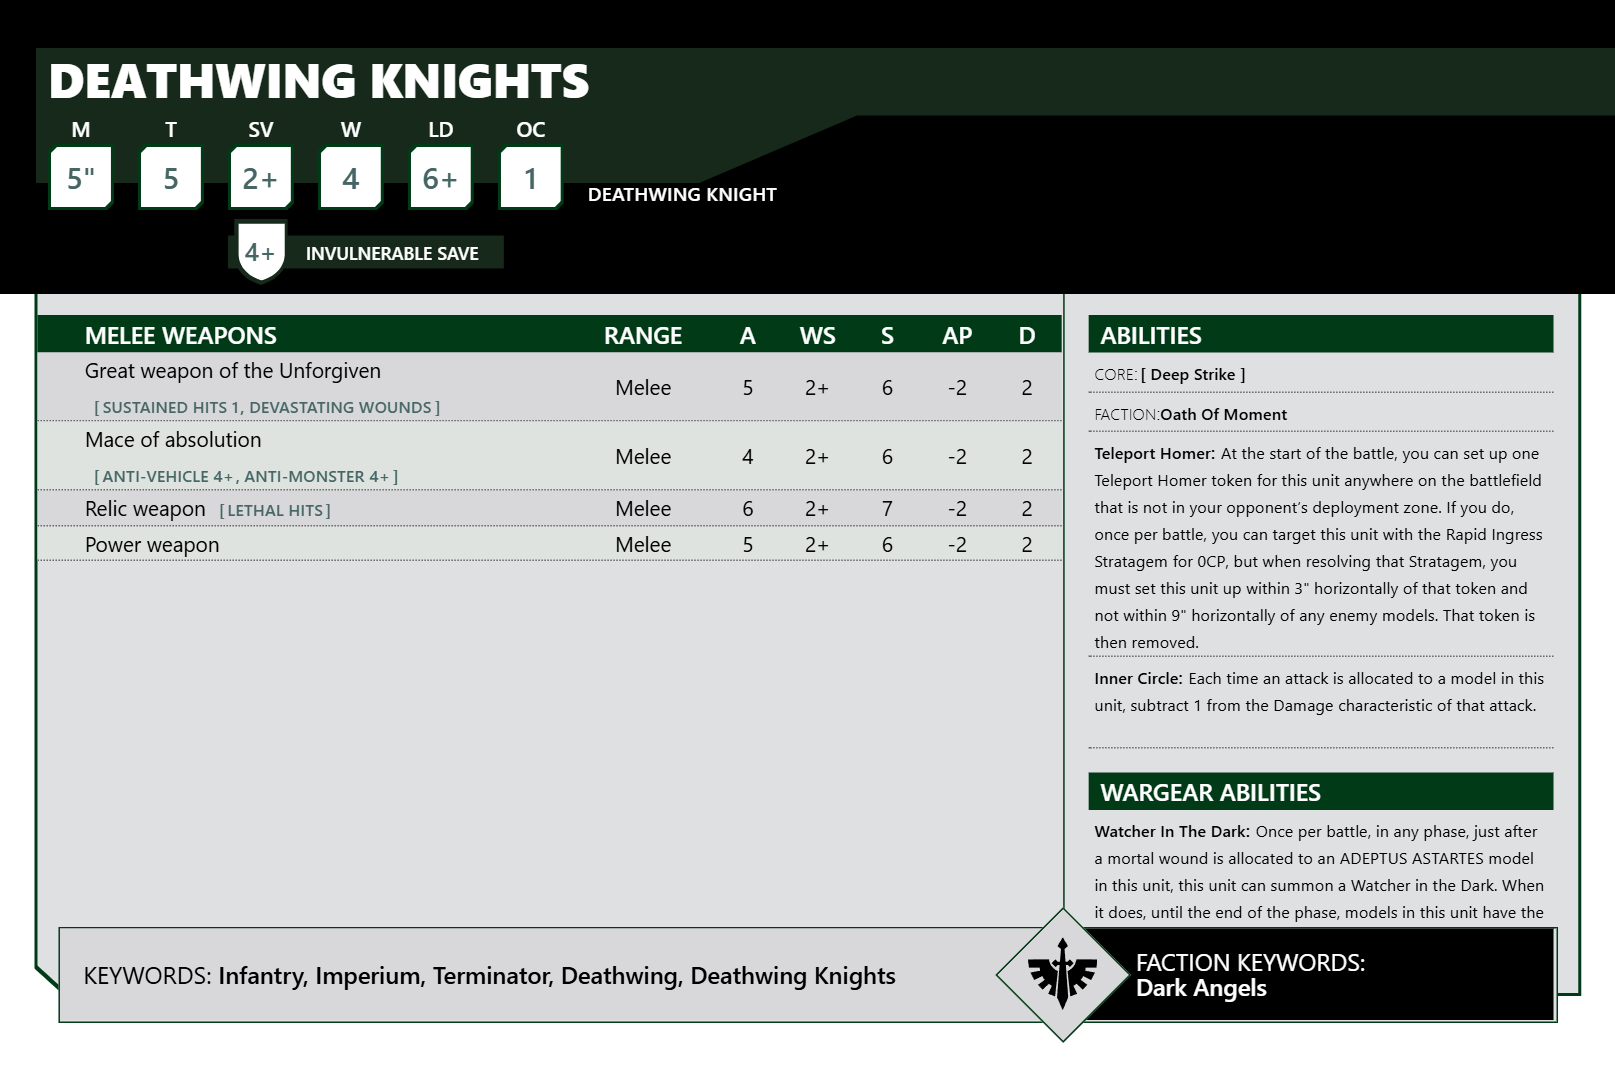 DEATHWING KNIGHTS
M T SV W LD OC
5" 5 2+ 4 6+ 1
DEATHWING KNIGHT
4+ INVULNERABLE SAVE
MELEE WEAPONS RANGE A WS S AP D
Great weapon of the Unforgiven
[ SUSTAINED HITS 1, DEVASTATING WOUNDS ]
Melee 5 2+ 6 -2 2
Mace of absolution
[ ANTI-VEHICLE 4+, ANTI-MONSTER 4+ ]
Melee 4 2+ 6 -2 2
Relic weapon [ LETHAL HITS ] Melee 6 2+ 7 -2 2
Power weapon Melee 5 2+ 6 -2 2
ABILITIES
CORE: [ Deep Strike ]
FACTION:Oath Of Moment
Teleport Homer: At the start of the battle, you can set up one
Teleport Homer token for this unit anywhere on the battlefield
that is not in your opponent’s deployment zone. If you do,
once per battle, you can target this unit with the Rapid Ingress
Stratagem for 0CP, but when resolving that Stratagem, you
must set this unit up within 3" horizontally of that token and
not within 9" horizontally of any enemy models. That token is
then removed.
Inner Circle: Each time an attack is allocated to a model in this
unit, subtract 1 from the Damage characteristic of that attack.
WARGEAR ABILITIES
Watcher In The Dark: Once per battle, in any phase, just after
a mortal wound is allocated to an ADEPTUS ASTARTES model
in this unit, this unit can summon a Watcher in the Dark. When
it does, until the end of the phase, models in this unit have the
KEYWORDS: Infantry, Imperium, Terminator, Deathwing, Deathwing Knights
FACTION KEYWORDS:
Dark Angels